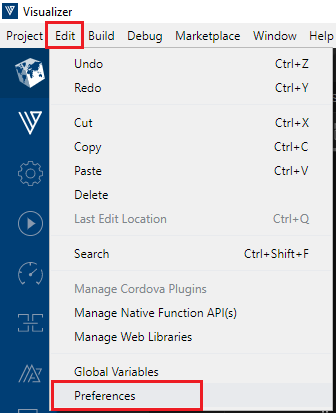 Visualizer
Project Edit Build Debug Marketplace Window Help
Undo Ctrl+Z
Redo Ctrl+Y
Cut Ctrl+X
Copy Ctrl+C
Paste Ctrl+V
Delete
Last Edit Location Ctrl+Q
Search Ctrl+Shift+F
Manage Cordova Plugins
Manage Native Function API(s)
Manage Web Libraries
Global Variables
Preferences